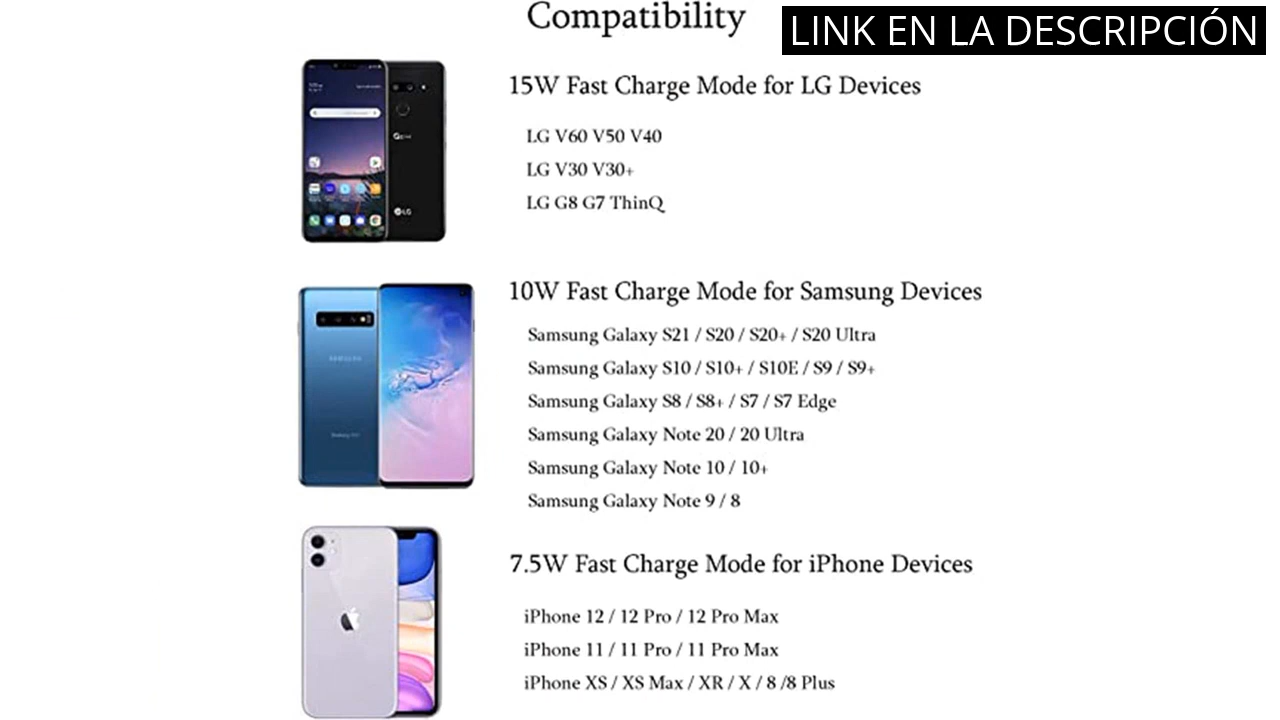 Compatibility
LINK EN LA DESCRIPCIÓN
15W Fast Charge Mode for LG Devices
LG V60 V50 V40
LG V30 V30+
LG G8 G7 ThinQ
LG
10W Fast Charge Mode for Samsung Devices
Samsung Galaxy S21 / S20 / S20+ / S20 Ultra
Samsung Galaxy S10 / S10+ / S10E / S9 / S9+
Samsung Galaxy S8 / S8+ / S7 / S7 Edge
Samsung Galaxy Note 20 / 20 Ultra
Samsung Galaxy Note 10 / 10+
Samsung Galaxy Note 9 / 8
SAMSUNG
7.5W Fast Charge Mode for iPhone Devices
iPhone 12 / 12 Pro / 12 Pro Max
iPhone 11 / 11 Pro / 11 Pro Max
iPhone XS / XS Max / XR / X / 8 /8 Plus